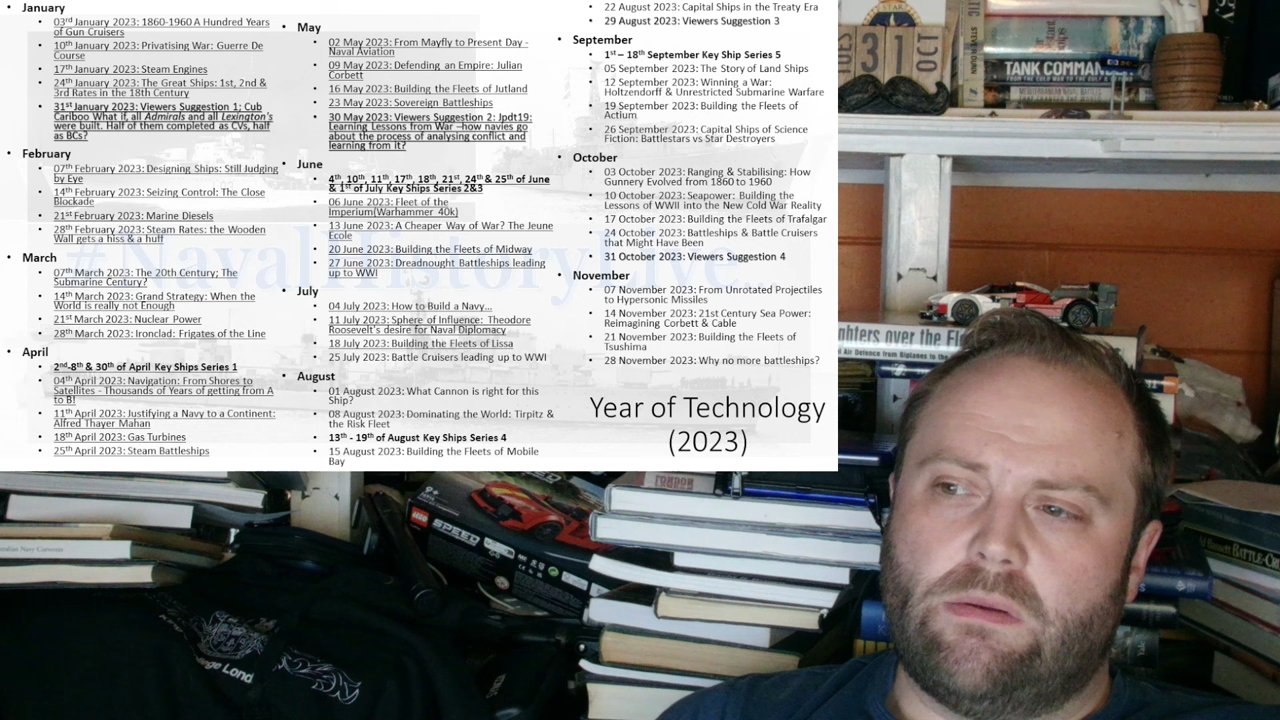 January
03rd January 2023: 1860-1960 A Hundred Years
of Gun Cruisers
10th January 2023: Privatising War: Guerre De
Course
17th January 2023: Steam Engines
24th January 2023: The Great Ships: 1st, 2nd &
3rd Rates in the 18th Century
31st January 2023: Viewers Suggestion 1; Cub
Cariboo What if, all Admirals and all Lexington's
were built. Half of them completed as CVs, half
as BCs?
February
07th February 2023: Designing Ships: Still Judging
by Eye
14th February 2023: Seizing Control: The Close
Blockade
21st February 2023: Marine Diesels
28th February 2023: Steam Rates: the Wooden
Wall gets a hiss & a huff
March
07th March 2023: The 20th Century; The
Submarine Century?
14th March 2023: Grand Strategy: When the
World is really not Enough
21st March 2023: Nuclear Power
28th March 2023: Ironclad: Frigates of the Line
April
2nd-8th & 30th of April Key Ships Series 1
04th April 2023: Navigation: From Shores to
Satellites - Thousands of Years of getting from A
to B!
11th April 2023: Justifying a Navy to a Continent:
Alfred Thayer Mahan
18th April 2023: Gas Turbines
25th April 2023: Steam Battleships
May
02 May 2023: From Mayfly to Present Day -
Naval Aviation
09 May 2023: Defending an Empire: Julian
Corbett
16 May 2023: Building the Fleets of Jutland
23 May 2023: Sovereign Battleships
30 May 2023: Viewers Suggestion 2: Jpdt19:
Learning Lessons from War –how navies go
about the process of analysing conflict and
learning from it?
June
4th, 10th, 11th, 17th, 18th, 21st, 24th & 25th of June
& 1st of July Key Ships Series 2&3
06 June 2023: Fleet of the
Imperium(Warhammer 40k)
13 June 2023: A Cheaper Way of War? The Jeune
Ecole
20 June 2023: Building the Fleets of Midway
27 June 2023: Dreadnought Battleships leading
up to WWI
July
04 July 2023: How to Build a Navy...
11 July 2023: Sphere of Influence: Theodore
Roosevelt's desire for Naval Diplomacy
18 July 2023: Building the Fleets of Lissa
25 July 2023: Battle Cruisers leading up to WWI
August
01 August 2023: What Cannon is right for this
Ship?
08 August 2023: Dominating the World: Tirpitz &
the Risk Fleet
13th - 19th of August Key Ships Series 4
15 August 2023: Building the Fleets of Mobile
Bay
22 August 2023: Capital Ships in the Treaty Era
29 August 2023: Viewers Suggestion 3
September
1st – 18th September Key Ship Series 5
05 September 2023: The Story of Land Ships
12 September 2023: Winning a War:
Holtzendorff & Unrestricted Submarine Warfare
19 September 2023: Building the Fleets of
Actium
26 September 2023: Capital Ships of Science
Fiction: Battlestars vs Star Destroyers
October
03 October 2023: Ranging & Stabilising: How
Gunnery Evolved from 1860 to 1960
10 October 2023: Seapower: Building the
Lessons of WWII into the New Cold War Reality
17 October 2023: Building the Fleets of Trafalgar
24 October 2023: Battleships & Battle Cruisers
that Might Have Been
31 October 2023: Viewers Suggestion 4
November
07 November 2023: From Unrotated Projectiles
to Hypersonic Missiles
14 November 2023: 21st Century Sea Power:
Reimagining Corbett & Cable
21 November 2023: Building the Fleets of
Tsushima
28 November 2023: Why no more battleships?
Year of Technology
(2023)
#NavalHistoryLive
31 OCT
TANK COMMAN
ghters over the Fl
LEGO
SPEED
LONDON
ge Lond
BATTLE-CR